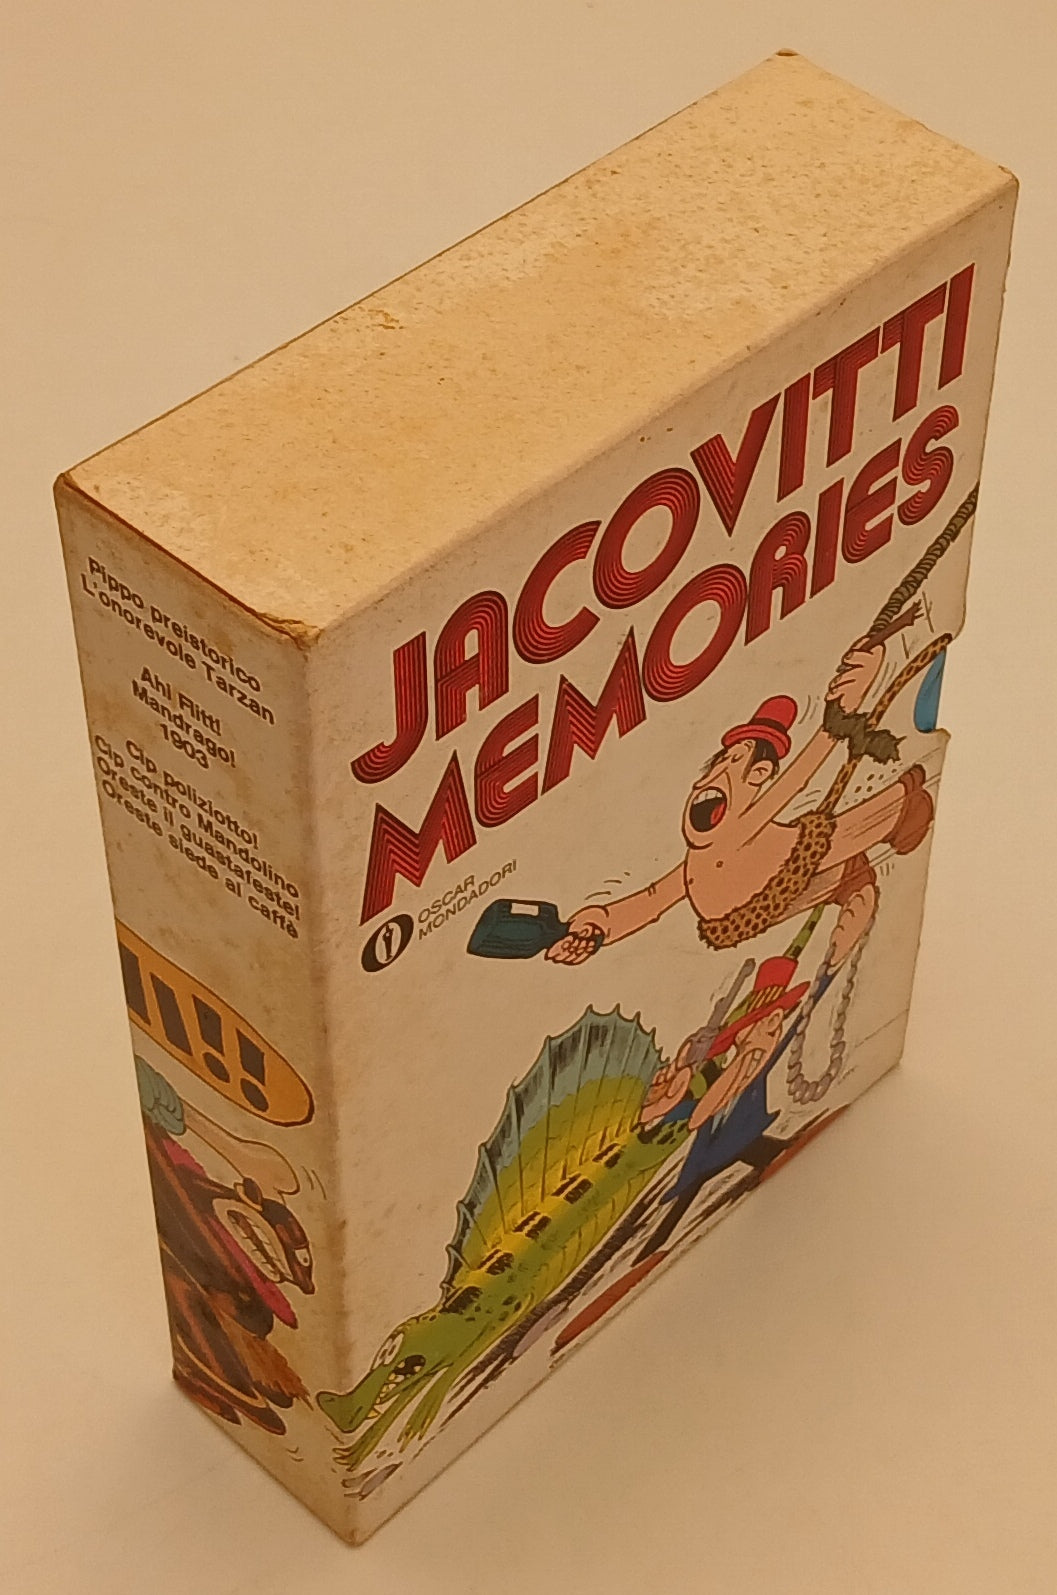 JACOVITTI
MEMORIES
OSCAR
MONDADORI
Pippo preistorico
L'onorevole Tarzan
Ah! Flitt!
Mandrago!
1903
Cip poliziotto!
Cip contro Mandolino
Oreste il guastafeste!
Oreste siede al caffè
!!